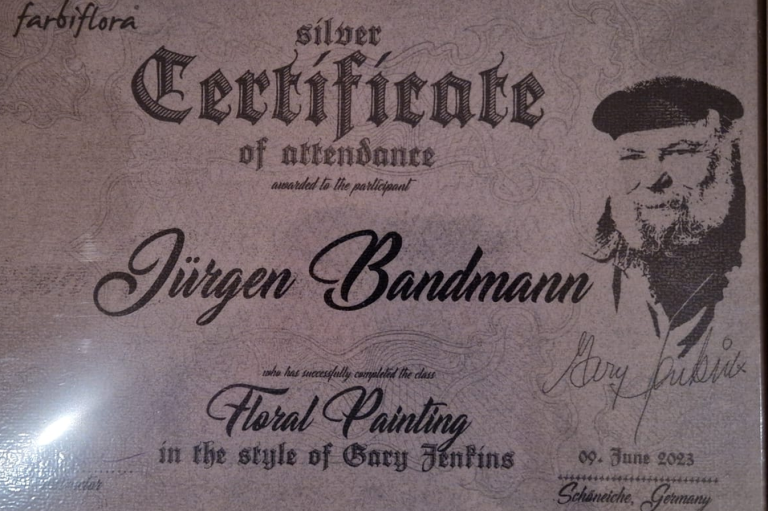 farbiflora®
silver
Certificate
of attendance
awarded to the participant
Jürgen Bandmann
who has successfully completed the class
Floral Painting
in the style of Gary Jenkins
Gary Jenkins
09. June 2023
Schöneiche, Germany